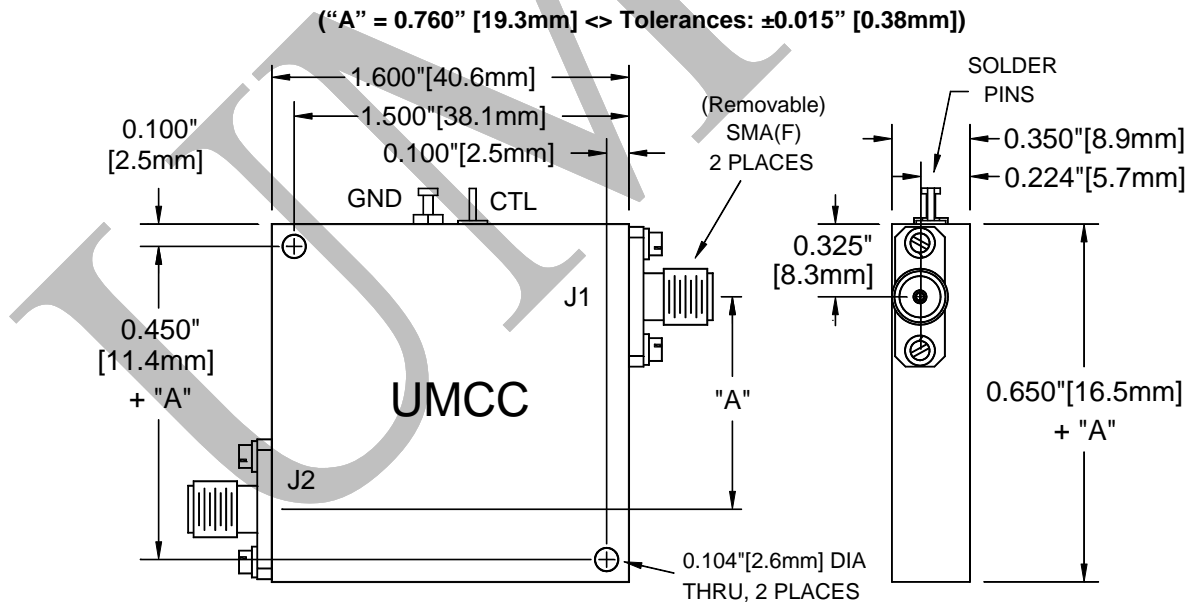 (“A” = 0.760” [19.3mm] <> Tolerances: ±0.015” [0.38mm])
1.600"[40.6mm]
1.500"[38.1mm]
0.100"[2.5mm]
0.100"
[2.5mm]
GND
CTL
(Removable)
SMA(F)
2 PLACES
SOLDER
PINS
0.350"[8.9mm]
0.224"[5.7mm]
0.325"
[8.3mm]
J1
0.450"
[11.4mm]
+ "A"
UMCC
"A"
0.650"[16.5mm]
+ "A"
J2
0.104"[2.6mm] DIA
THRU, 2 PLACES
UM